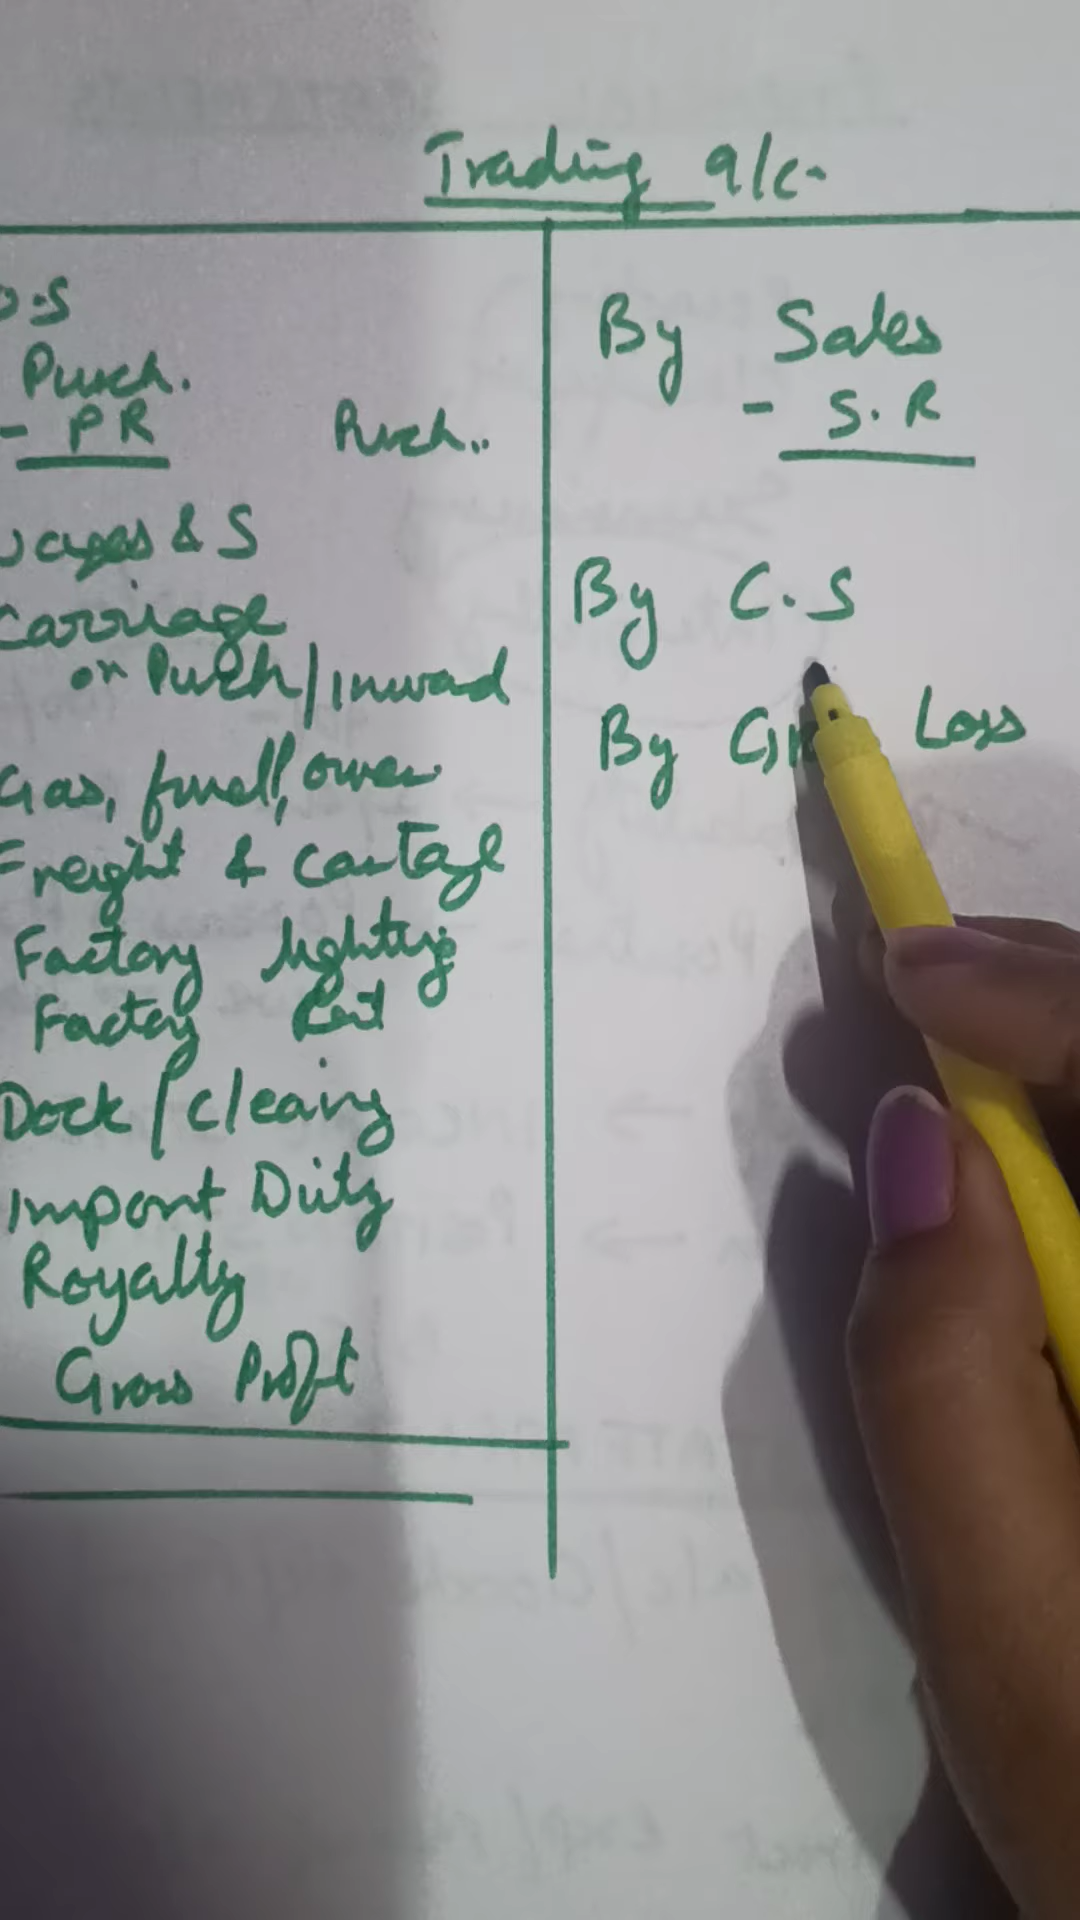 Trading a/c.
O.S
Purch.
- PR Purch..
Wages & S
Carriage
on Purch/Inward
Gas, fuel, Power
Freight & Cartage
Factory lighting
Factory Rent
Dock/Clearing
Import Duty
Royalty
Gross Profit
By Sales
- S.R
By C.S
By Loss